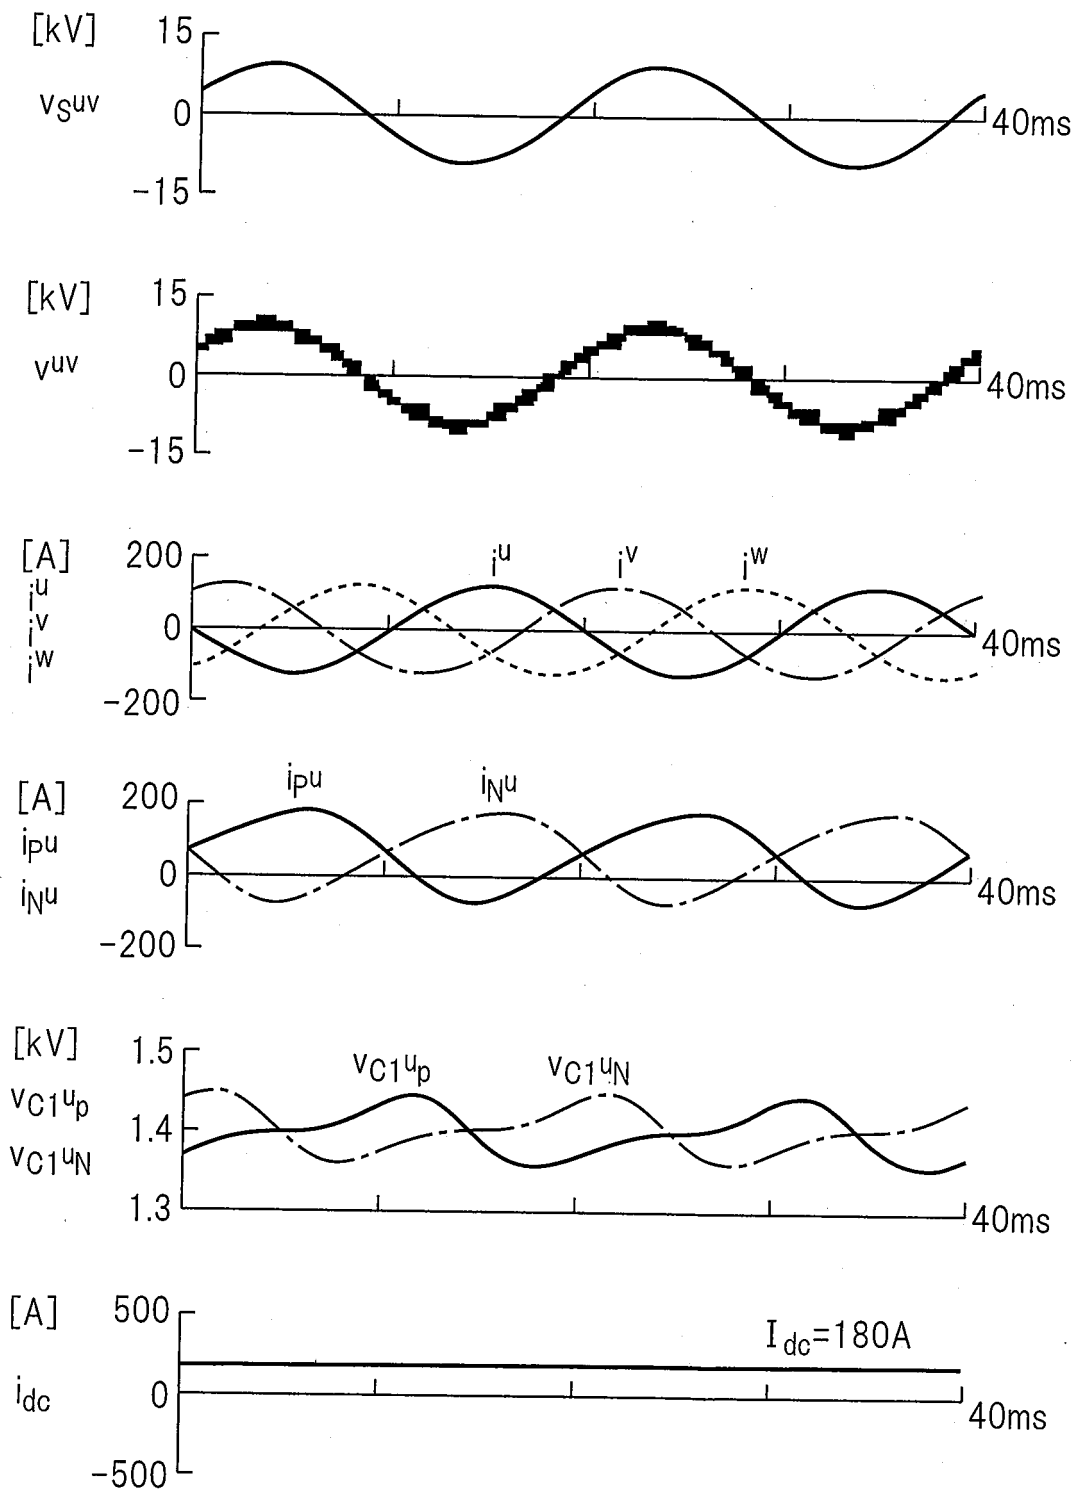 [kV] 15
vSuv 0 40ms
-15
[kV] 15
vuv 0 40ms
-15
[A] 200 iu iv iw
iu
iv 0 40ms
iw
-200
[A] 200 iPu iNu
iPu
0 40ms
iNu
-200
[kV] 1.5 vC1up vC1uN
vC1up 1.4
vC1uN
1.3 40ms
[A] 500 Idc=180A
idc 0 40ms
-500